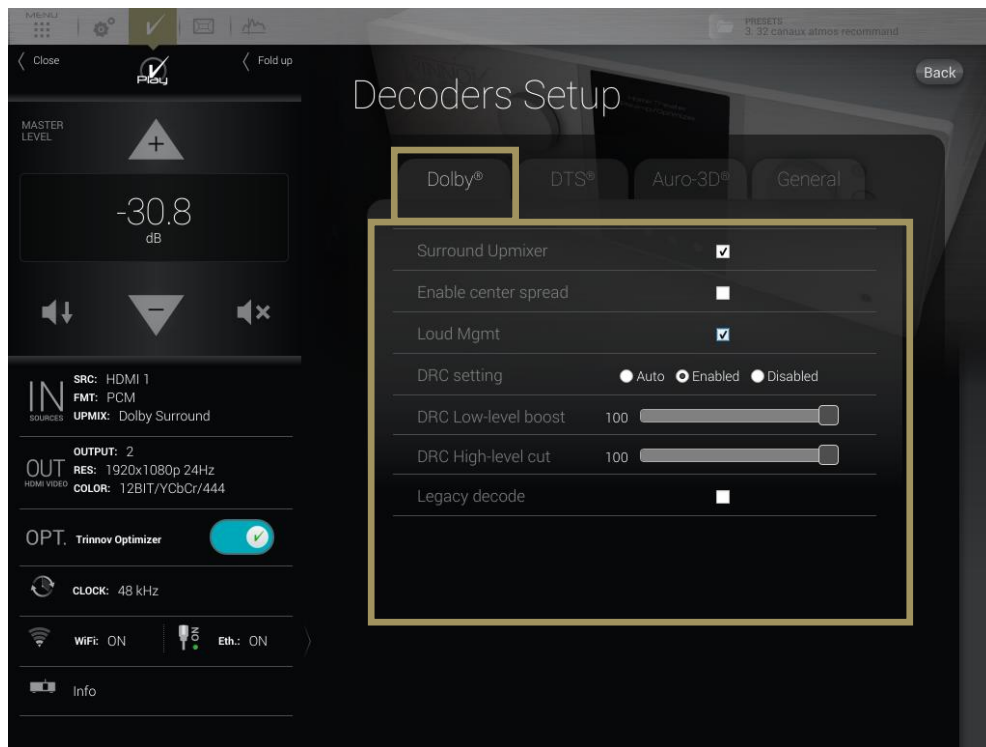 MENU
PRESETS
3: 32 canaux atmos recommand
Close
Play
Fold up
Back
Decoders Setup
MASTER
LEVEL
+
-30.8
dB
−
Dolby® DTS® Auro-3D® General
Surround Upmixer
Enable center spread
Loud Mgmt
DRC setting Auto Enabled Disabled
DRC Low-level boost 100
DRC High-level cut 100
Legacy decode
IN
SOURCES
SRC: HDMI 1
FMT: PCM
UPMIX: Dolby Surround
OUT
HDMI VIDEO
OUTPUT: 2
RES: 1920x1080p 24Hz
COLOR: 12BIT/YCbCr/444
OPT. Trinnov Optimizer
CLOCK: 48 kHz
WiFi: ON
NO
Eth.: ON
Info